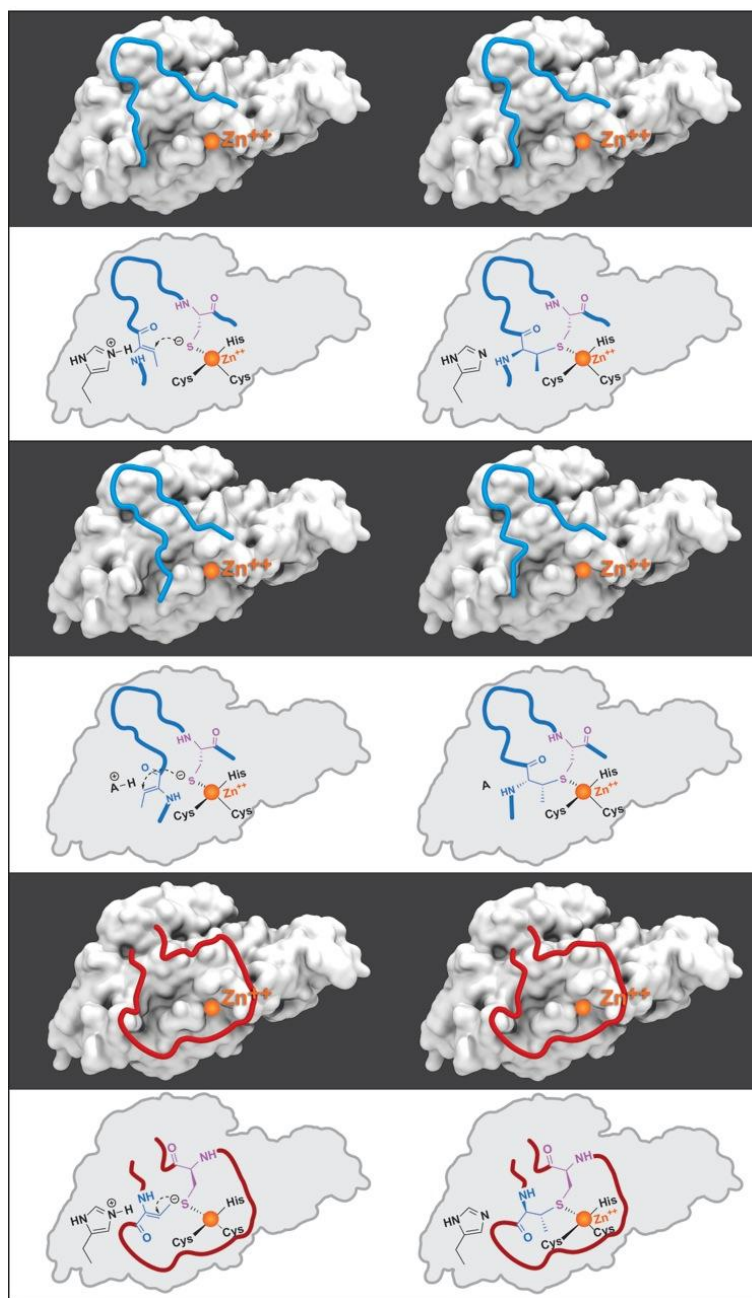 Zn++ Zn++
HN O
O
⊕ ⊖ S His
HN N H NH Zn++
Cys Cys
HN O
O
S His
HN N HN Zn++
Cys Cys
Zn++ Zn++
HN O
O ⊖ S His
⊕
A-H NH Zn++
Cys Cys
HN O
O
S His
A HN Zn++
Cys Cys
Zn++ Zn++
O NH
NH ⊖ S His
⊕
HN N-H O
Cys Cys
O NH
NH S His
HN N O Zn++
Cys Cys